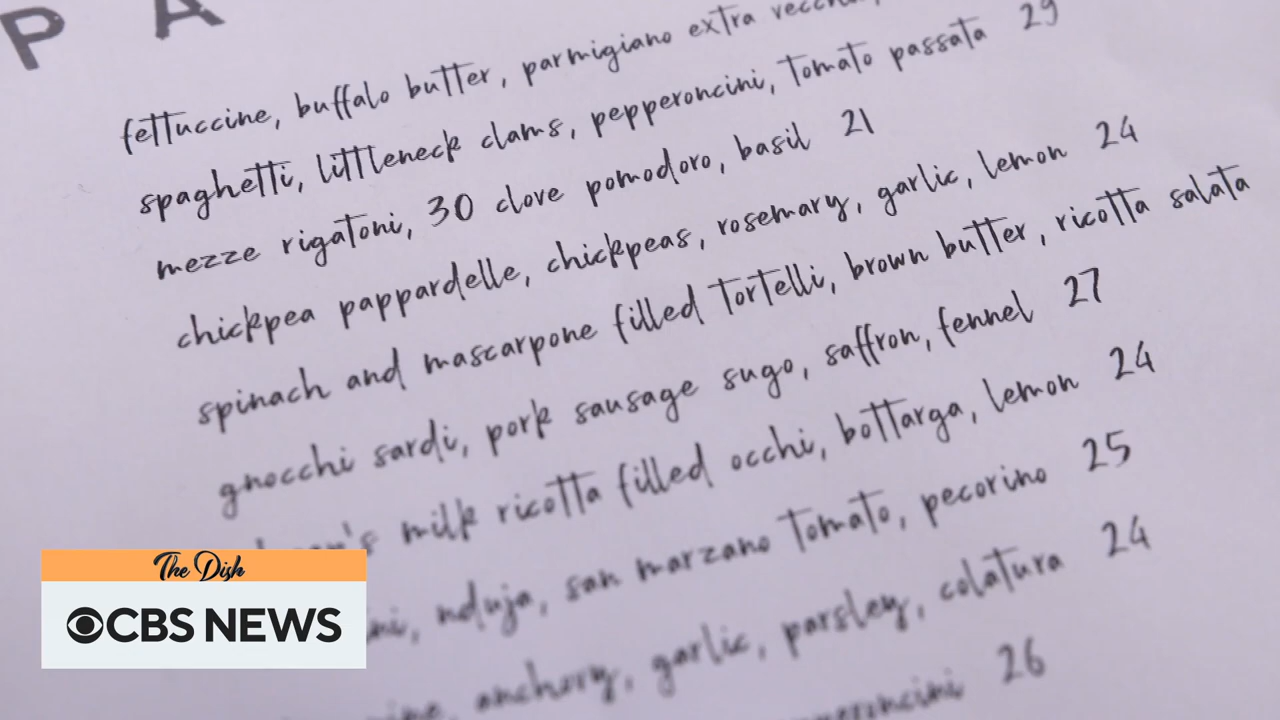 P A
fettuccine, buffalo butter, parmigiano extra
spaghetti, littleneck clams, pepperoncini, tomato passata 29
mezze rigatoni, 30 clove pomodoro, basil 21
chickpea pappardelle, chickpeas, rosemary, garlic, lemon 24
spinach and mascarpone filled tortelli, brown butter, ricotta salata
gnocchi sardi, pork sausage sugo, saffron, fennel 27
milk ricotta filled occhi, bottarga, lemon 24
nduja, san marzano tomato, pecorino 25
anchovy, garlic, parsley, colatura 24
26
The Dish
CBS NEWS